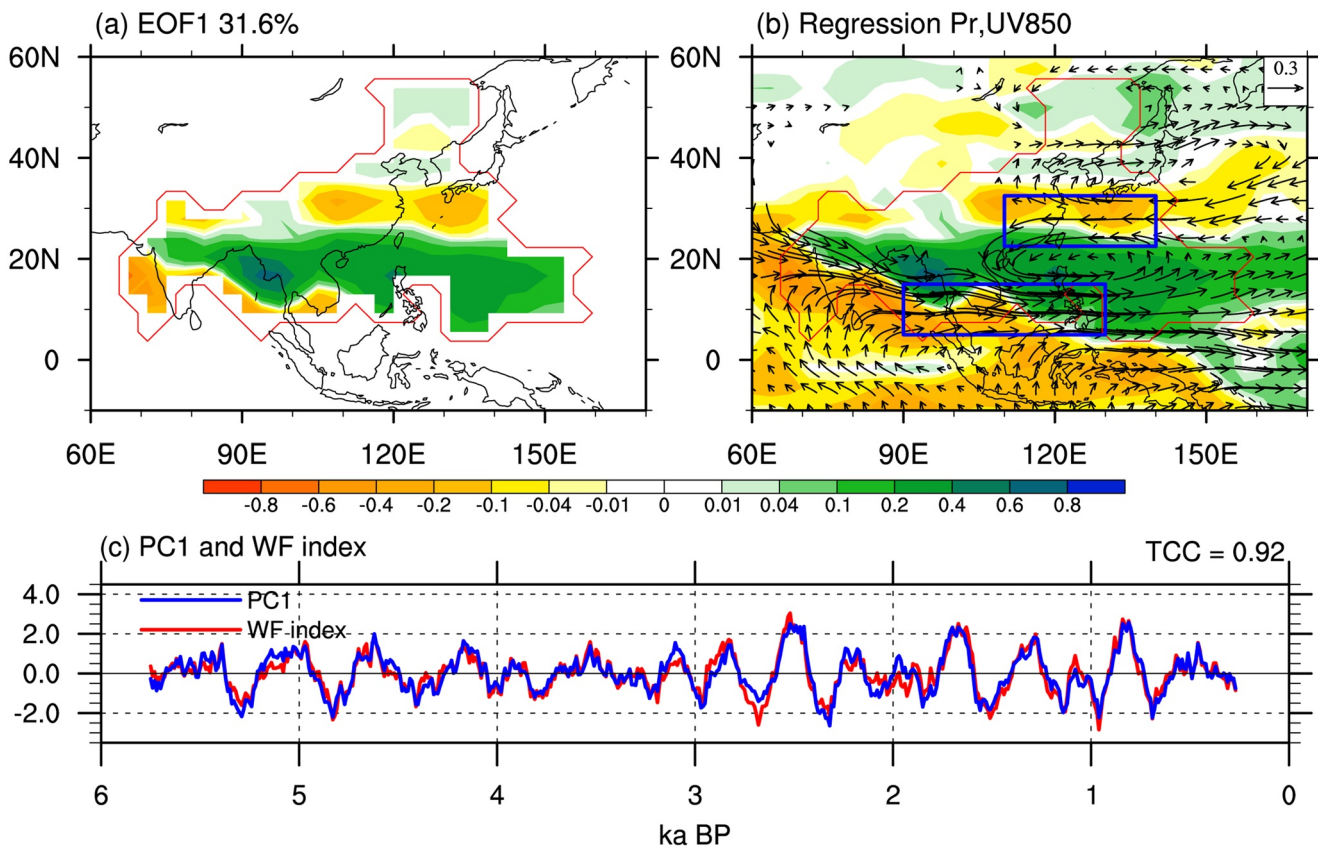 (a) EOF1 31.6%
(b) Regression Pr,UV850
60N
40N
20N
0
60E 90E 120E 150E
60N
40N
20N
0
60E 90E 120E 150E
0.3
-0.8 -0.6 -0.4 -0.2 -0.1 -0.04 -0.01 0 0.01 0.04 0.1 0.2 0.4 0.6 0.8
(c) PC1 and WF index
TCC = 0.92
4.0
2.0
0.0
-2.0
PC1
WF index
6 5 4 3 2 1 0
ka BP